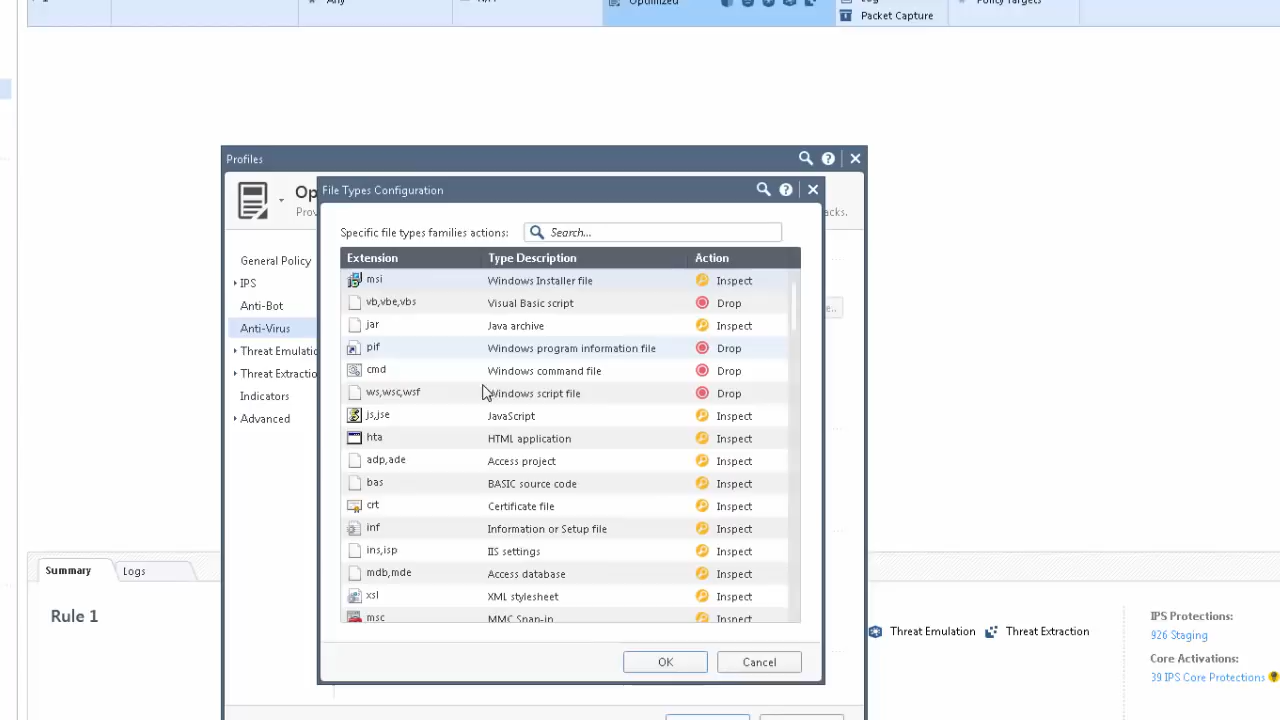 Any
Optimized
Packet Capture
Policy Targets
Profiles
File Types Configuration
Specific file types families actions: Search...
Extension Type Description Action
msi Windows Installer file Inspect
vb,vbe,vbs Visual Basic script Drop
jar Java archive Inspect
pif Windows program information file Drop
cmd Windows command file Drop
ws,wsc,wsf Windows script file Drop
js,jse JavaScript Inspect
hta HTML application Inspect
adp,ade Access project Inspect
bas BASIC source code Inspect
crt Certificate file Inspect
inf Information or Setup file Inspect
ins,isp IIS settings Inspect
mdb,mde Access database Inspect
xsl XML stylesheet Inspect
msc MMC Snap-in Inspect
OK Cancel
Op
Prov
acks.
General Policy
IPS
Anti-Bot
Anti-Virus
Threat Emulatio
Threat Extractio
Indicators
Advanced
Summary Logs
Rule 1
Threat Emulation Threat Extraction
IPS Protections:
926 Staging
Core Activations:
39 IPS Core Protections